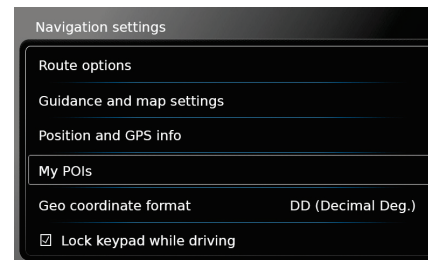 Navigation settings
Route options
Guidance and map settings
Position and GPS info
My POIs
Geo coordinate format DD (Decimal Deg.)
☑ Lock keypad while driving